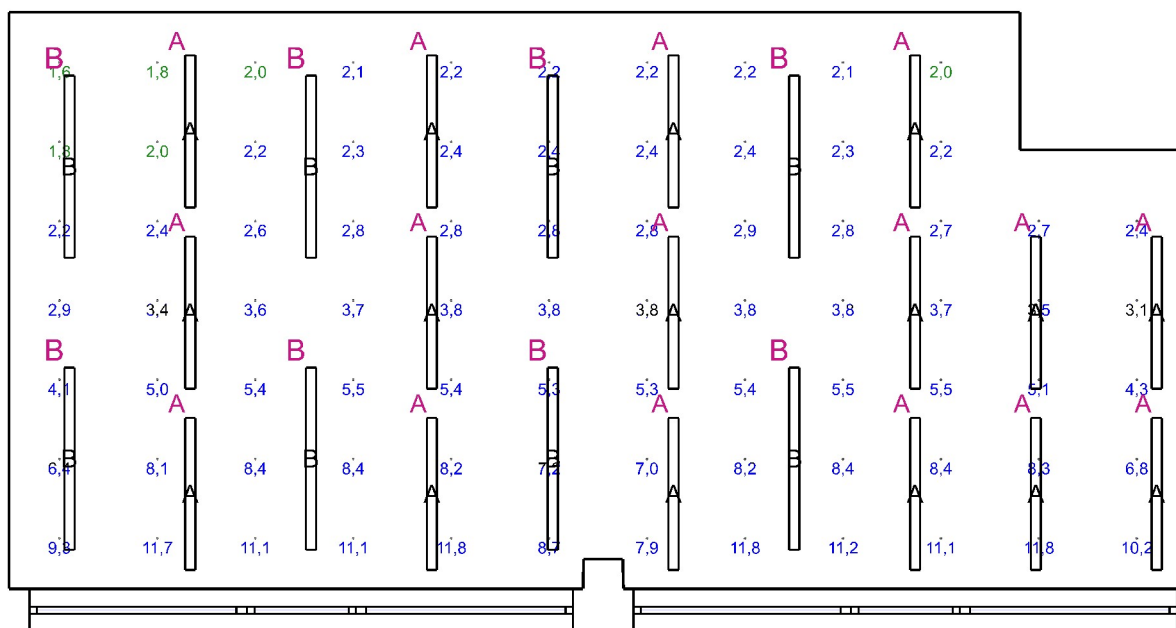 A A A A
B B B B
1,6 1,8 2,0 2,1 2,2 2,2 2,2 2,2 2,1 2,0
A A A A
1,8 2,0 2,2 2,3 2,4 2,4 2,4 2,4 2,3 2,2
B B B B
A A A A A A
2,2 2,4 2,6 2,8 2,8 2,8 2,8 2,9 2,8 2,7 2,7 2,4
2,9 3,4 3,6 3,7 3,8 3,8 3,8 3,8 3,8 3,7 3,5 3,1
A A A A A A
B B B B
4,1 5,0 5,4 5,5 5,4 5,3 5,3 5,4 5,5 5,5 5,1 4,3
A A A A A A
B B B B
6,4 8,1 8,4 8,4 8,2 7,2 7,0 8,2 8,4 8,4 8,3 6,8
A A A A A A
11,7 11,1 11,1 11,8 8,7 7,9 11,8 11,2 11,1 11,8 10,2